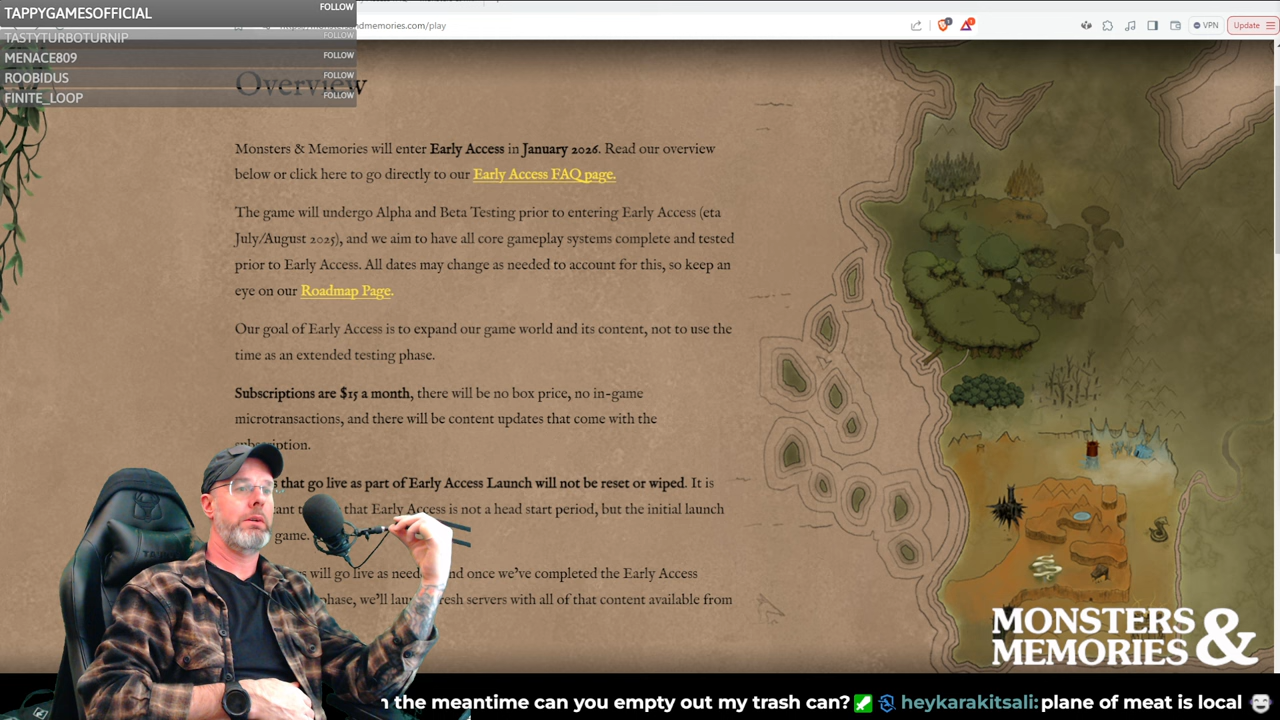 TAPPYGAMESOFFICIAL FOLLOW
TASTYTURBOTURNIP FOLLOW
MENACE809 FOLLOW
ROOBIDUS FOLLOW
FINITE_LOOP FOLLOW
ndmemories.com/play
VPN
Update
Overview
Monsters & Memories will enter Early Access in January 2026. Read our overview
below or click here to go directly to our Early Access FAQ page.
The game will undergo Alpha and Beta Testing prior to entering Early Access (eta
July/August 2025), and we aim to have all core gameplay systems complete and tested
prior to Early Access. All dates may change as needed to account for this, so keep an
eye on our Roadmap Page.
Our goal of Early Access is to expand our game world and its content, not to use the
time as an extended testing phase.
Subscriptions are $15 a month, there will be no box price, no in-game
microtransactions, and there will be content updates that come with the
subscription.
that go live as part of Early Access Launch will not be reset or wiped. It is
that Early Access is not a head start period, but the initial launch
game.
will go live as need nd once we've completed the Early Access
phase, we'll lau resh servers with all of that content available from
MONSTERS &
MEMORIES
n the meantime can you empty out my trash can? heykarakitsali: plane of meat is local